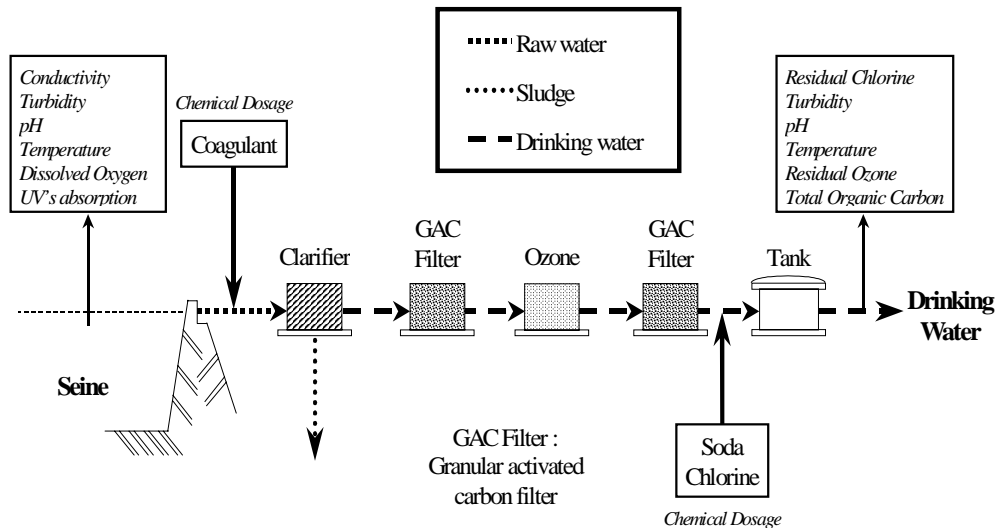 Conductivity
Turbidity
pH
Temperature
Dissolved Oxygen
UV's absorption
Chemical Dosage
Coagulant
Raw water
Sludge
Drinking water
Residual Chlorine
Turbidity
pH
Temperature
Residual Ozone
Total Organic Carbon
Clarifier
GAC
Filter
Ozone
GAC
Filter
Tank
Drinking
Water
Seine
GAC Filter :
Granular activated
carbon filter
Soda
Chlorine
Chemical Dosage